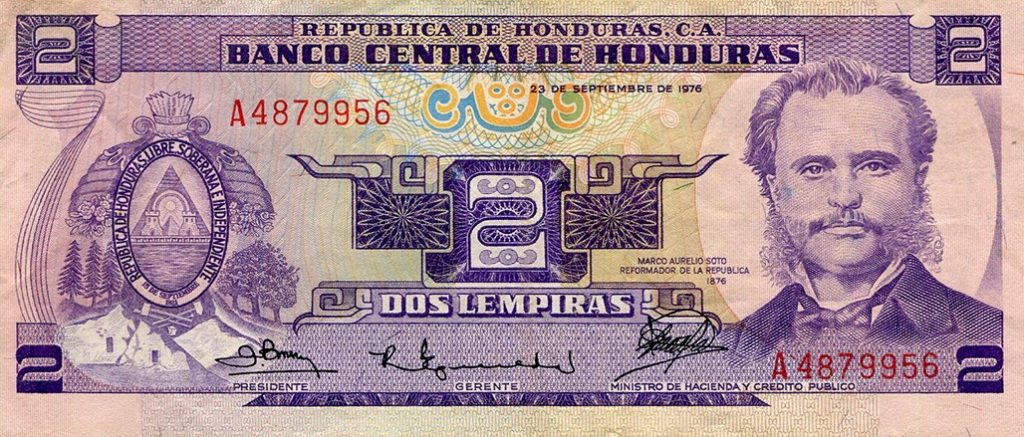 2
2
REPUBLICA DE HONDURAS, C.A.
BANCO CENTRAL DE HONDURAS
23 DE SEPTIEMBRE DE 1976
A4879956
REPUBLICA DE HONDURAS LIBRE SOBERANA E INDEPENDIENTE
15 DE SEPTIEMBRE
2
MARCO AURELIO SOTO
REFORMADOR DE LA REPUBLICA
1876
DOS LEMPIRAS
2
A4879956
2
PRESIDENTE
GERENTE
MINISTRO DE HACIENDA Y CREDITO PUBLICO